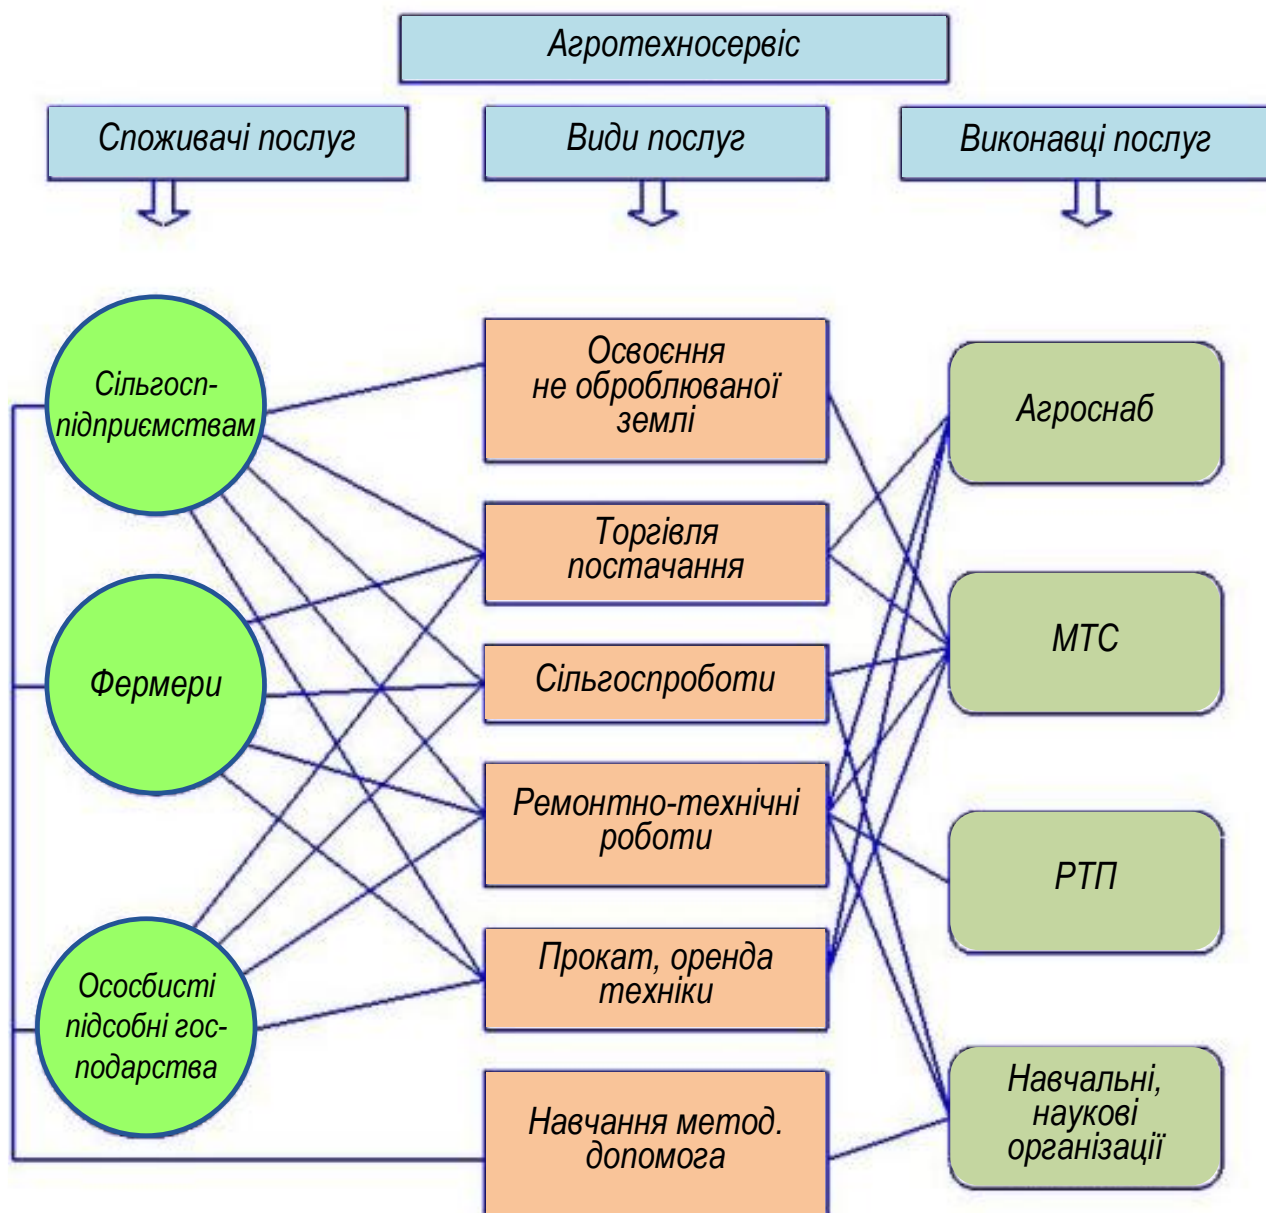 Агротехносервіс
Споживачі послуг
Види послуг
Виконавці послуг
Сільгосп-
підприємствам
Фермери
Ососбисті
підсобні гос-
подарства
Освоєння
не оброблюваної
землі
Торгівля
постачання
Сільгоспроботи
Ремонтно-технічні
роботи
Прокат, оренда
техніки
Навчання метод.
допомога
Агроснаб
МТС
РТП
Навчальні,
наукові
організації